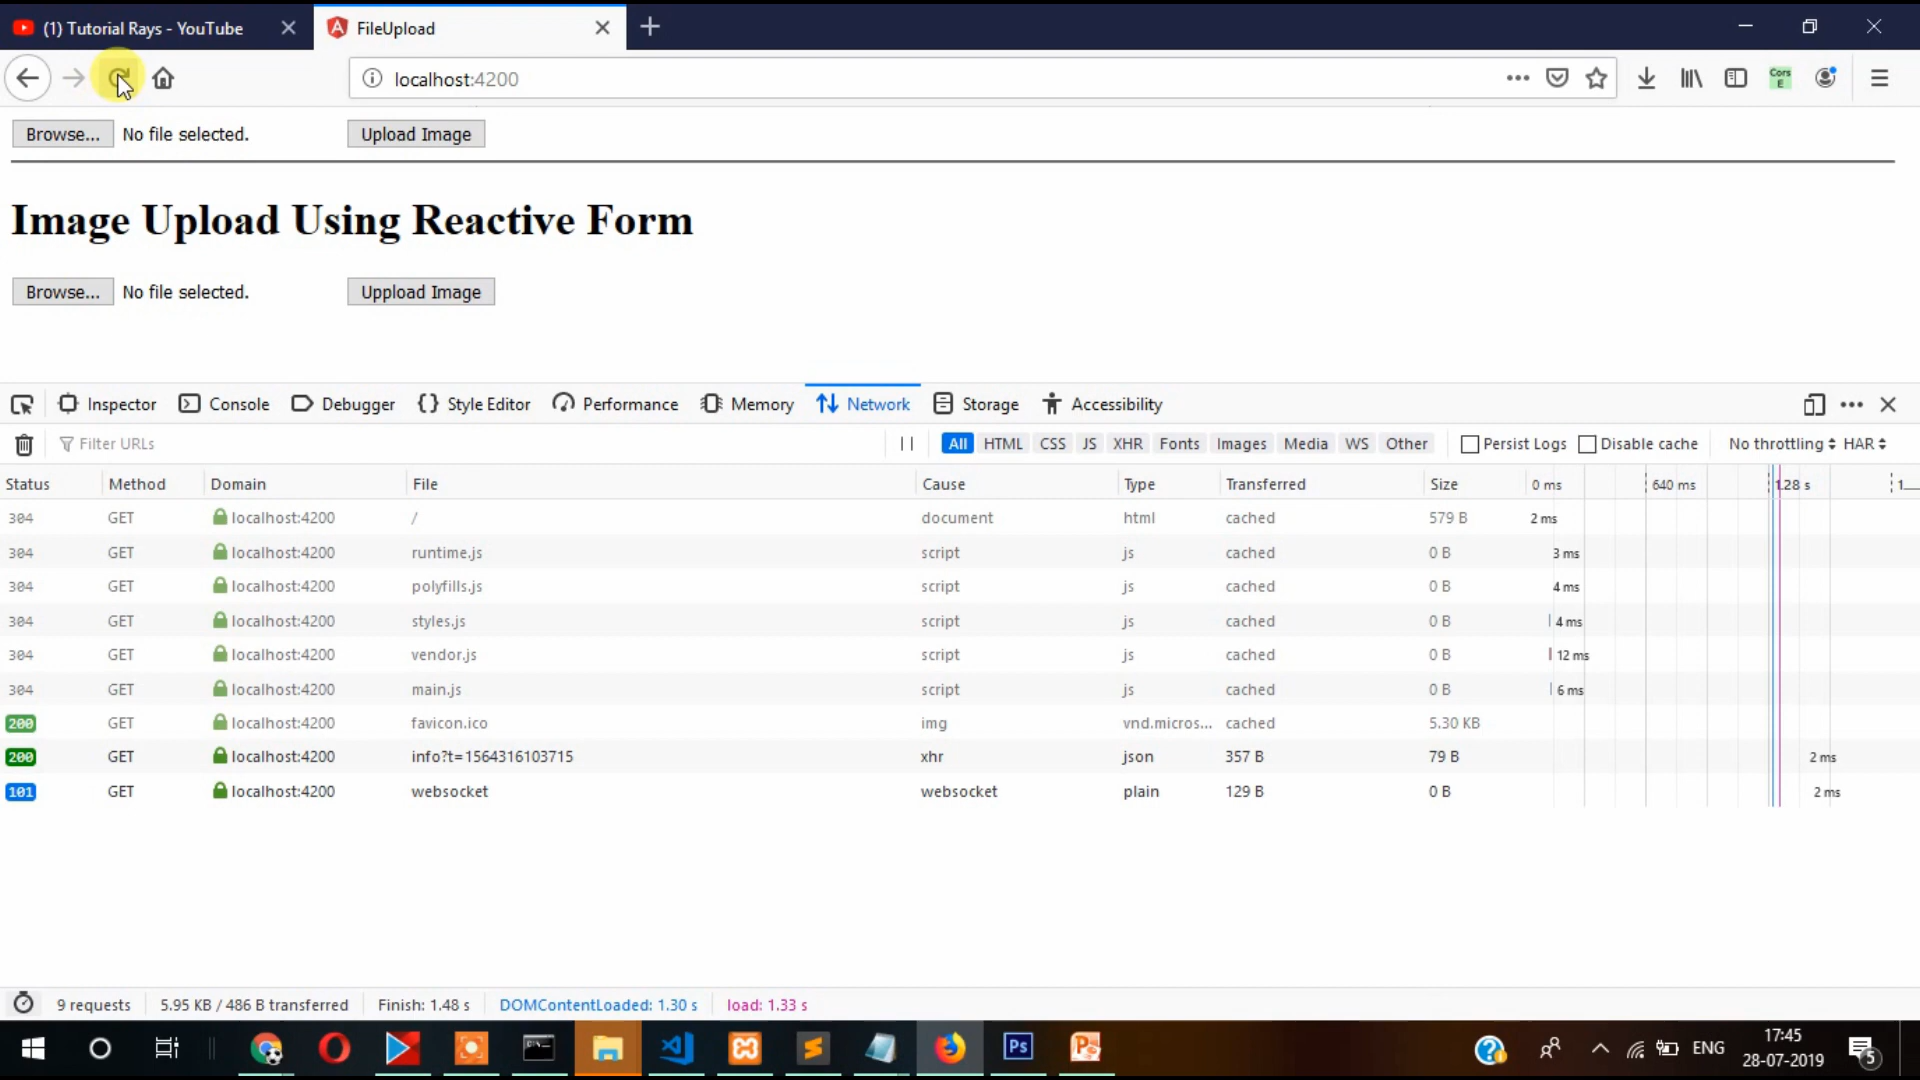 (1) Tutorial Rays - YouTube
FileUpload
localhost:4200
Cors
E
Browse... No file selected. Upload Image
Image Upload Using Reactive Form
Browse... No file selected. Uppload Image
Inspector Console Debugger Style Editor Performance Memory Network Storage Accessibility
Filter URLs All HTML CSS JS XHR Fonts Images Media WS Other Persist Logs Disable cache No throttling HAR
Status Method Domain File Cause Type Transferred Size 0 ms 640 ms 1.28 s 1
304 GET localhost:4200 / document html cached 579 B 2 ms
304 GET localhost:4200 runtime.js script js cached 0 B 3 ms
304 GET localhost:4200 polyfills.js script js cached 0 B 4 ms
304 GET localhost:4200 styles.js script js cached 0 B 4 ms
304 GET localhost:4200 vendor.js script js cached 0 B 12 ms
304 GET localhost:4200 main.js script js cached 0 B 6 ms
200 GET localhost:4200 favicon.ico img vnd.micros... cached 5.30 KB
200 GET localhost:4200 info?t=1564316103715 xhr json 357 B 79 B 2 ms
101 GET localhost:4200 websocket websocket plain 129 B 0 B 2 ms
9 requests 5.95 KB / 486 B transferred Finish: 1.48 s DOMContentLoaded: 1.30 s load: 1.33 s
Ps
ENG
17:45
28-07-2019
5